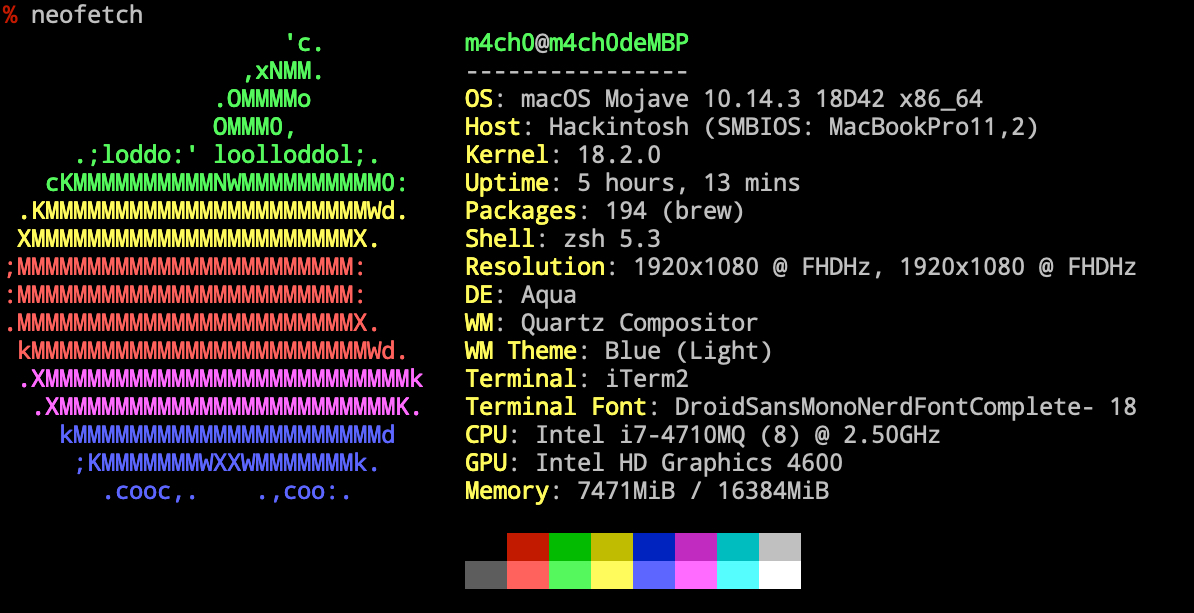 % neofetch
                    'c.          m4ch0@m4ch0deMBP
                 ,xNMM.          ----------------
               .OMMMMo           OS: macOS Mojave 10.14.3 18D42 x86_64
               OMMM0,            Host: Hackintosh (SMBIOS: MacBookPro11,2)
     .;loddo:' loolloddol;.      Kernel: 18.2.0
   cKMMMMMMMMMMNWMMMMMMMMMM0:    Uptime: 5 hours, 13 mins
 .KMMMMMMMMMMMMMMMMMMMMMMMWd.    Packages: 194 (brew)
 XMMMMMMMMMMMMMMMMMMMMMMMX.      Shell: zsh 5.3
;MMMMMMMMMMMMMMMMMMMMMMMM:       Resolution: 1920x1080 @ FHDHz, 1920x1080 @ FHDHz
:MMMMMMMMMMMMMMMMMMMMMMMM:       DE: Aqua
.MMMMMMMMMMMMMMMMMMMMMMMMX.      WM: Quartz Compositor
 kMMMMMMMMMMMMMMMMMMMMMMMMWd.    WM Theme: Blue (Light)
 .XMMMMMMMMMMMMMMMMMMMMMMMMMMk   Terminal: iTerm2
  .XMMMMMMMMMMMMMMMMMMMMMMMMK.   Terminal Font: DroidSansMonoNerdFontComplete- 18
    kMMMMMMMMMMMMMMMMMMMMMMd     CPU: Intel i7-4710MQ (8) @ 2.50GHz
     ;KMMMMMMMWXXWMMMMMMMk.      GPU: Intel HD Graphics 4600
       .cooc,.    .,coo:.        Memory: 7471MiB / 16384MiB